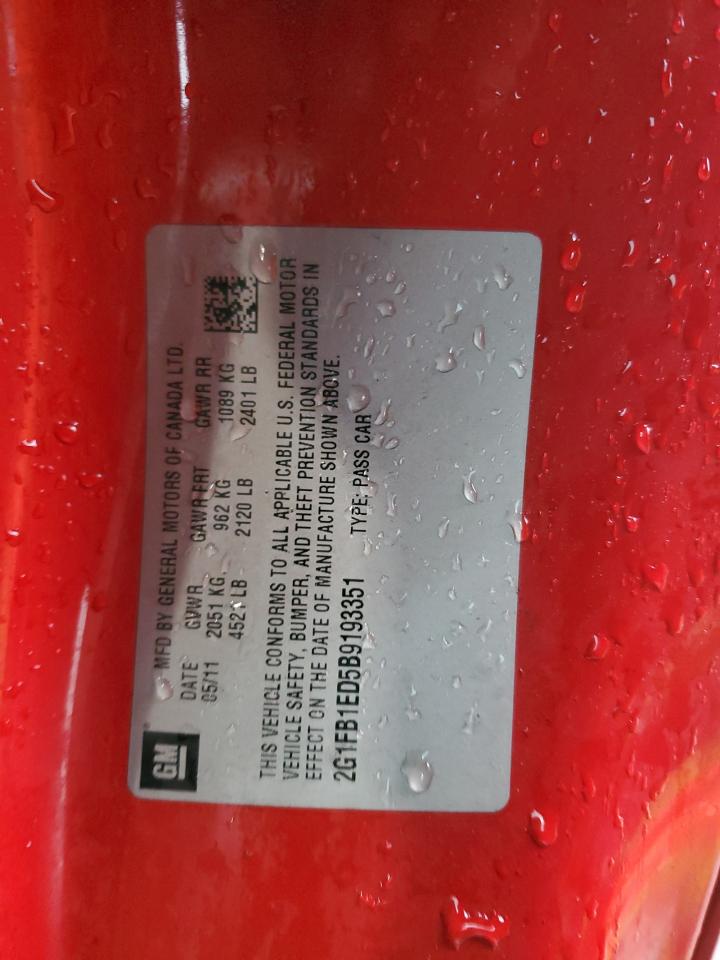 GM
MFD BY GENERAL MOTORS OF CANADA LTD.
DATE GVWR GAWR FRT GAWR RR
05/11 2051 KG 962 KG 1089 KG
4521 LB 2120 LB 2401 LB
THIS VEHICLE CONFORMS TO ALL APPLICABLE U.S. FEDERAL MOTOR
VEHICLE SAFETY, BUMPER, AND THEFT PREVENTION STANDARDS IN
EFFECT ON THE DATE OF MANUFACTURE SHOWN ABOVE.
2G1FB1ED5B9193351 TYPE: PASS CAR